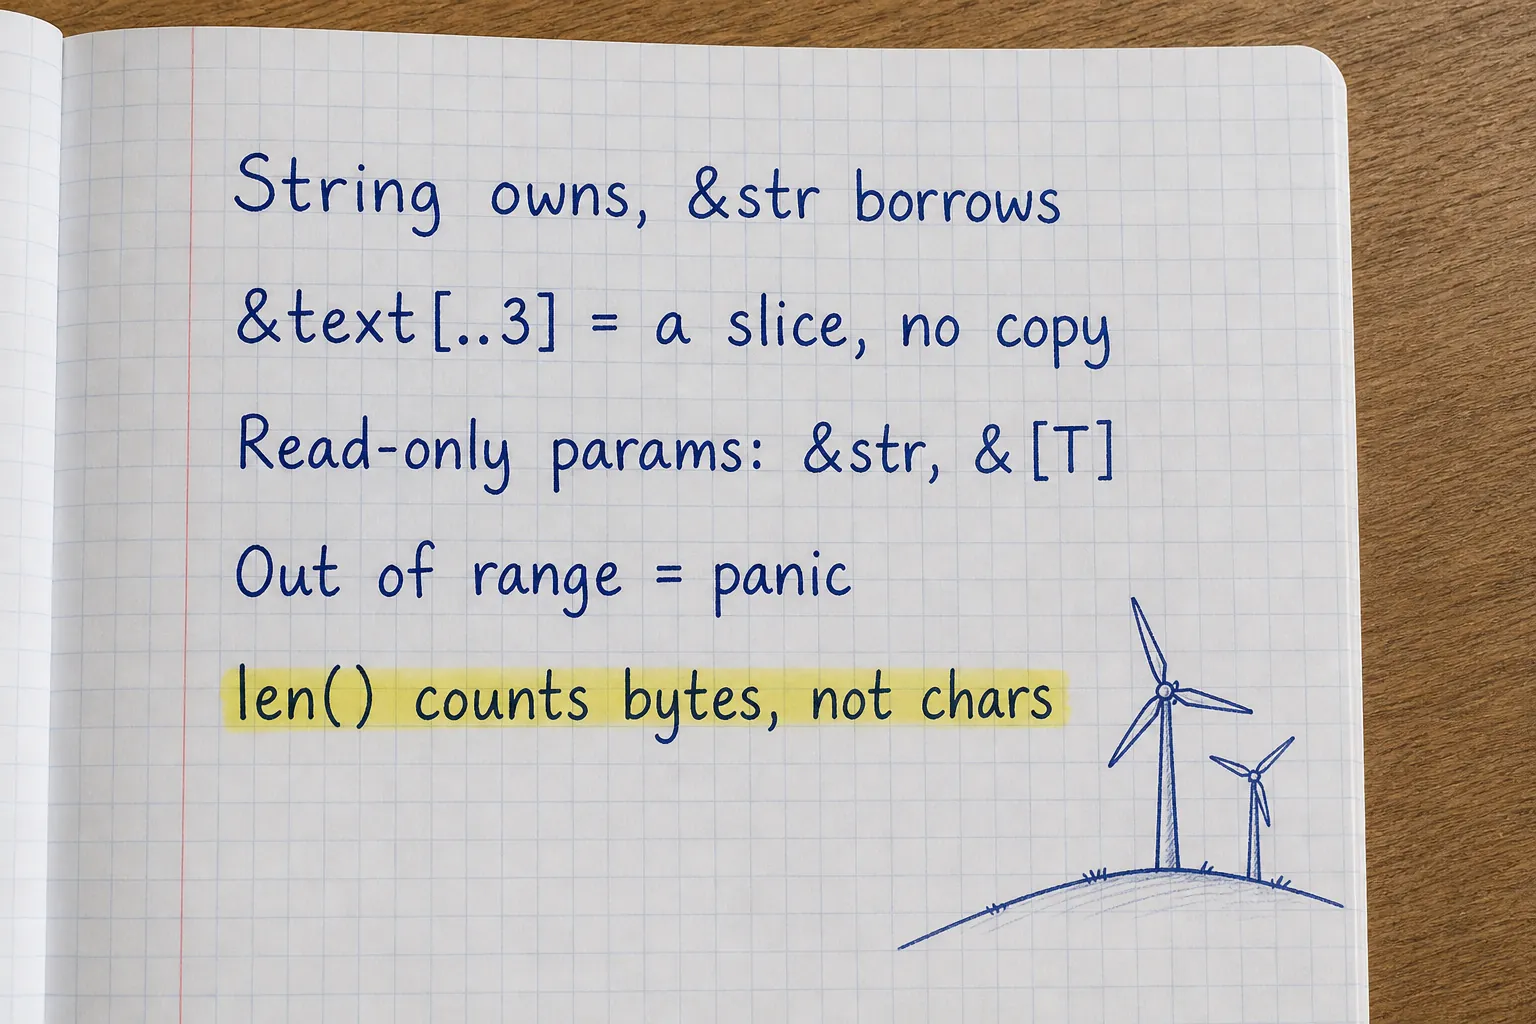 String owns, &str borrows
&text[..3] = a slice, no copy
Read-only params: &str, &[T]
Out of range = panic
len() counts bytes, not chars